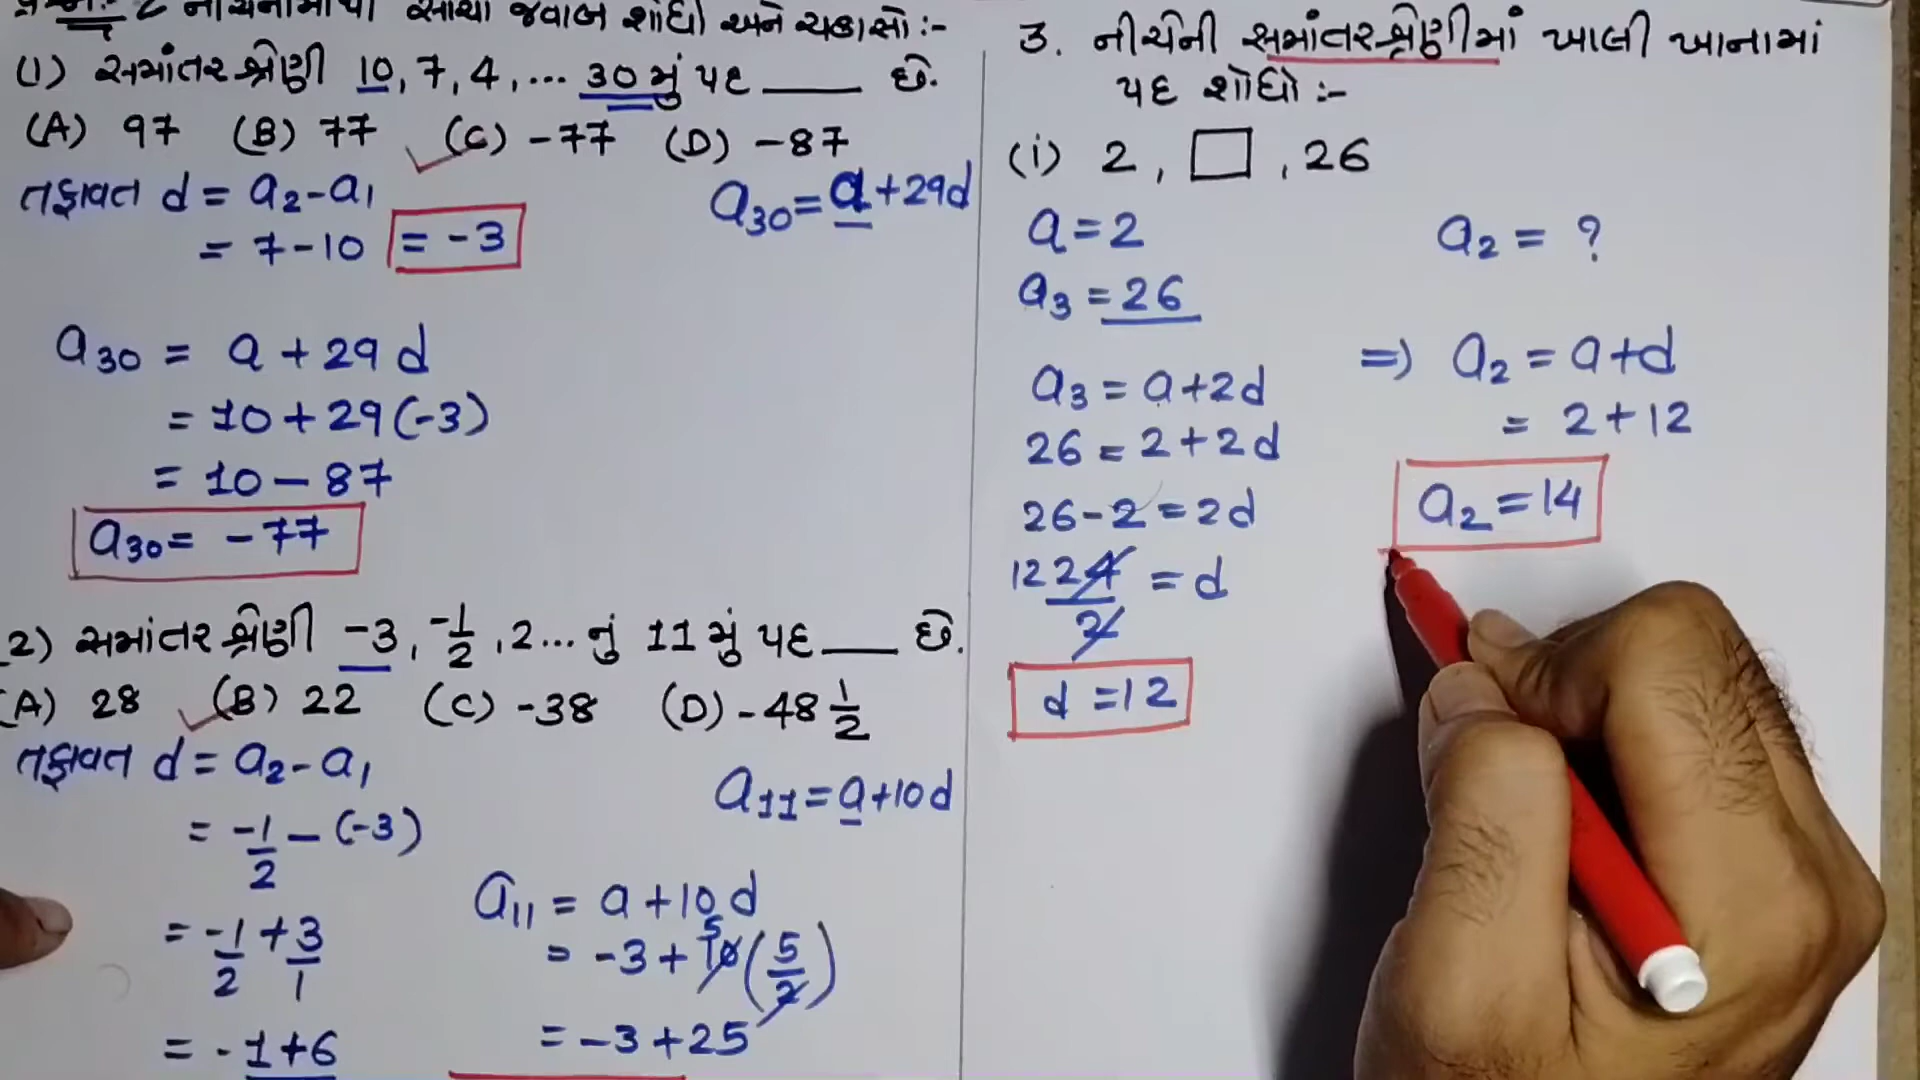 નીચેનામાંથી સાચો જવાબ શોધો અને ચકાસો :-
(1) સમાંતર શ્રેણી 10, 7, 4, ... 30 મું પદ ____ છે.
(A) 97 (B) 77 (C) -77 (D) -87
તફાવત d = a2 - a1
= 7 - 10 = -3
a30 = a + 29d
a30 = a + 29 d
= 10 + 29 (-3)
= 10 - 87
a30 = -77
2) સમાંતર શ્રેણી -3, -1/2, 2... નું 11 મું પદ ____ છે.
(A) 28 (B) 22 (C) -38 (D) -48 1/2
તફાવત d = a2 - a1
= -1/2 - (-3)
= -1/2 + 3/1
= -1+6
a11 = a + 10d
a11 = a + 10 d
= -3 + 10 5 (5/2)
= -3 + 25
3. નીચેની સમાંતર શ્રેણીમાં ખાલી ખાનામાં
પદ શોધો :-
(i) 2, □, 26
a = 2
a3 = 26
a3 = a + 2d
26 = 2 + 2d
26 - 2 = 2d
12 24/2 = d
d = 12
a2 = ?
=) a2 = a + d
= 2 + 12
a2 = 14